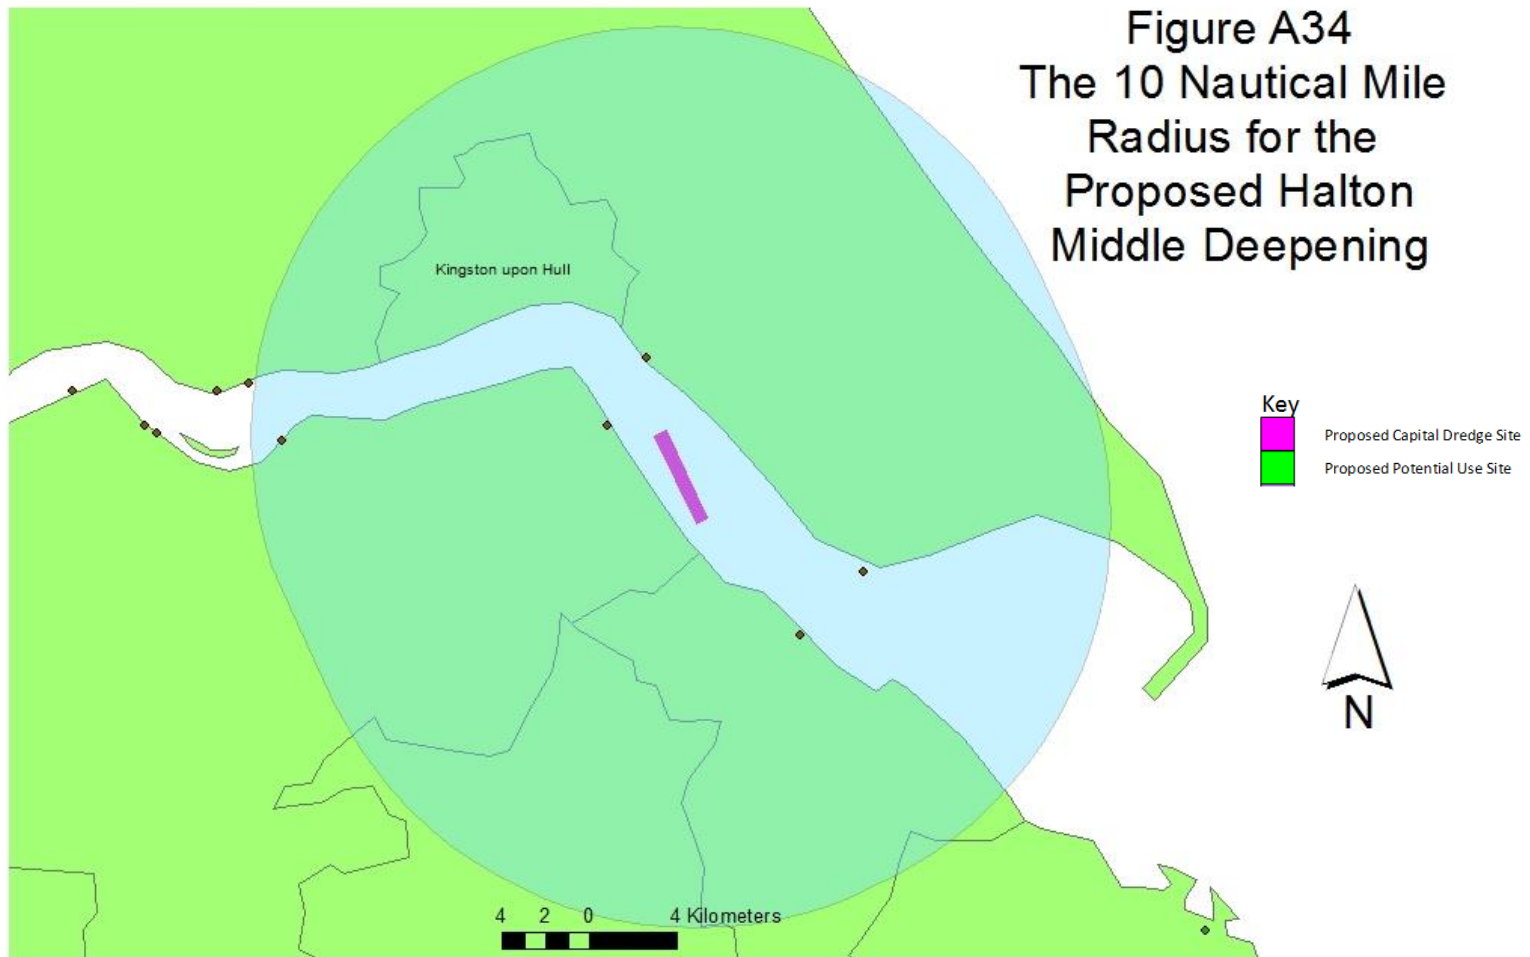 Figure A34
The 10 Nautical Mile
Radius for the
Proposed Halton
Middle Deepening
Kingston upon Hull
Key
Proposed Capital Dredge Site
Proposed Potential Use Site
N
4 2 0 4 Kilometers